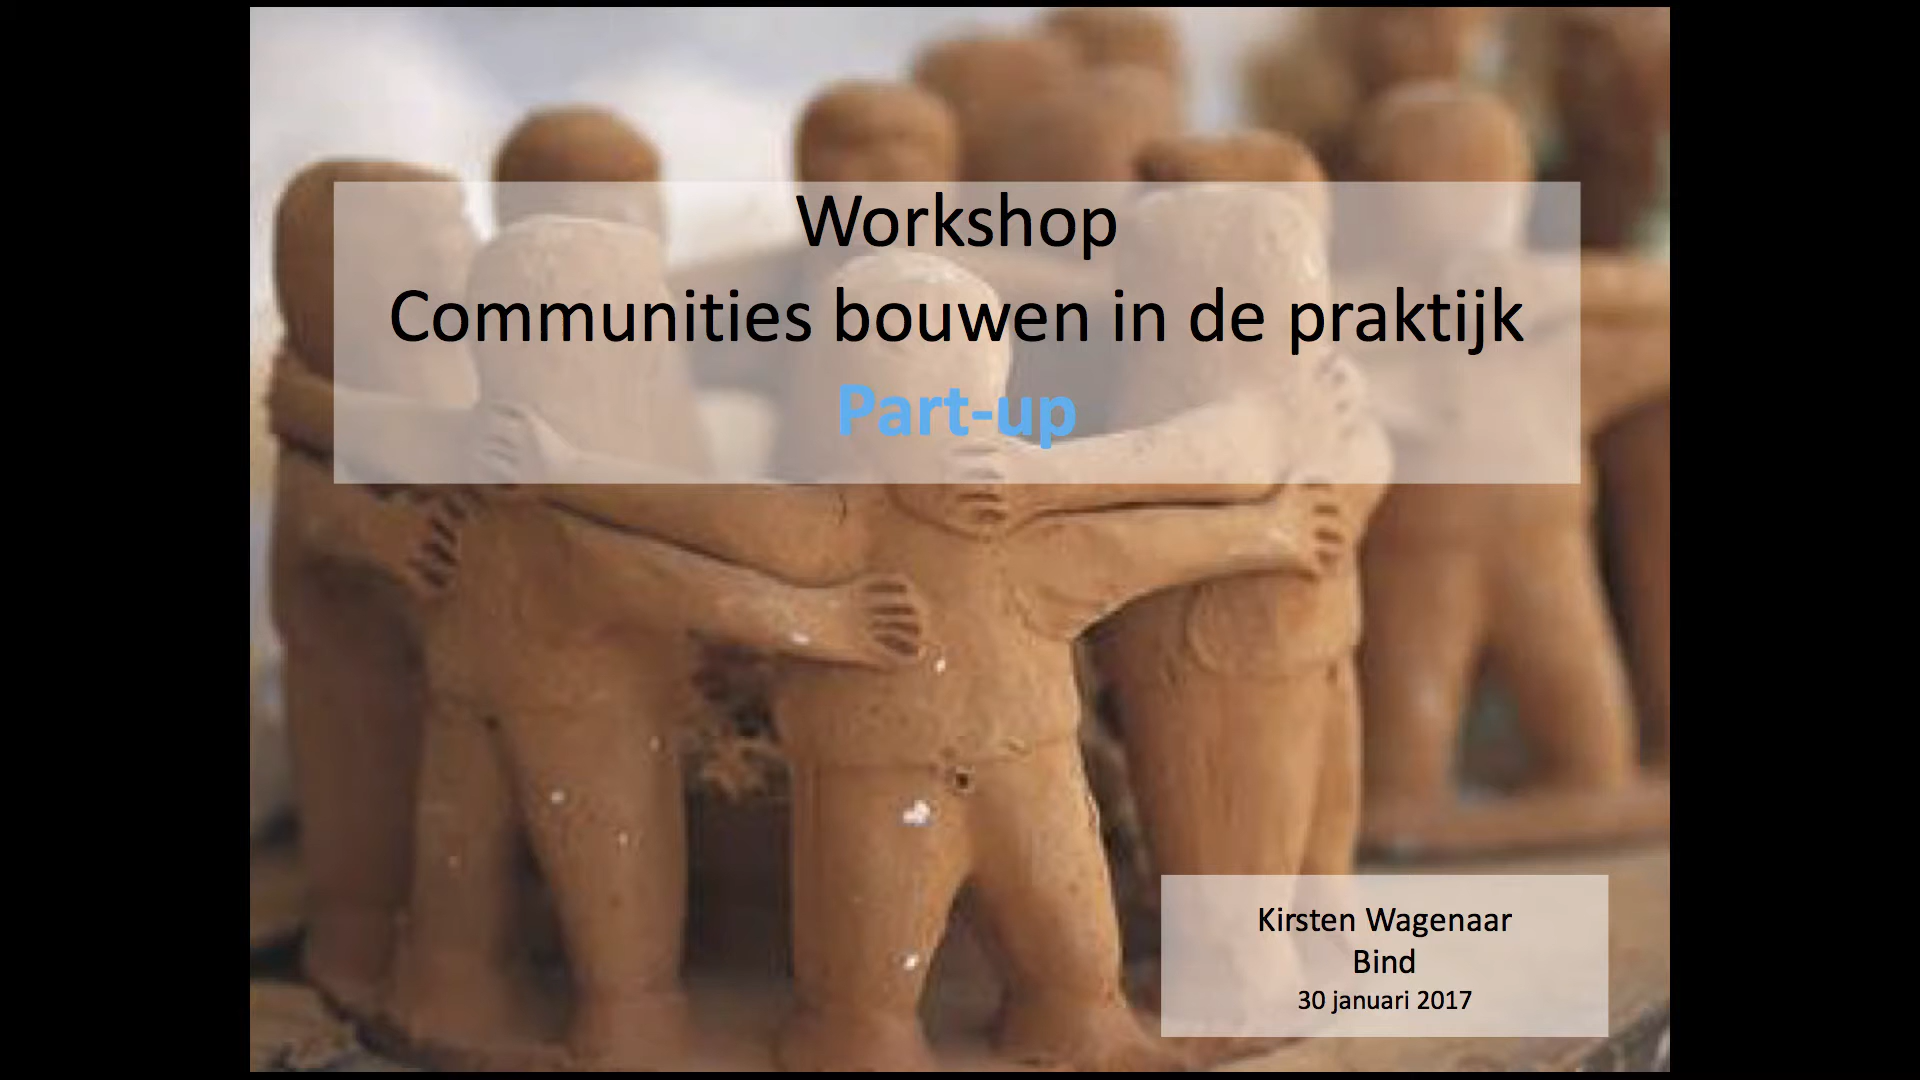 Workshop
Communities bouwen in de praktijk
Part-up
Kirsten Wagenaar
Bind
30 januari 2017